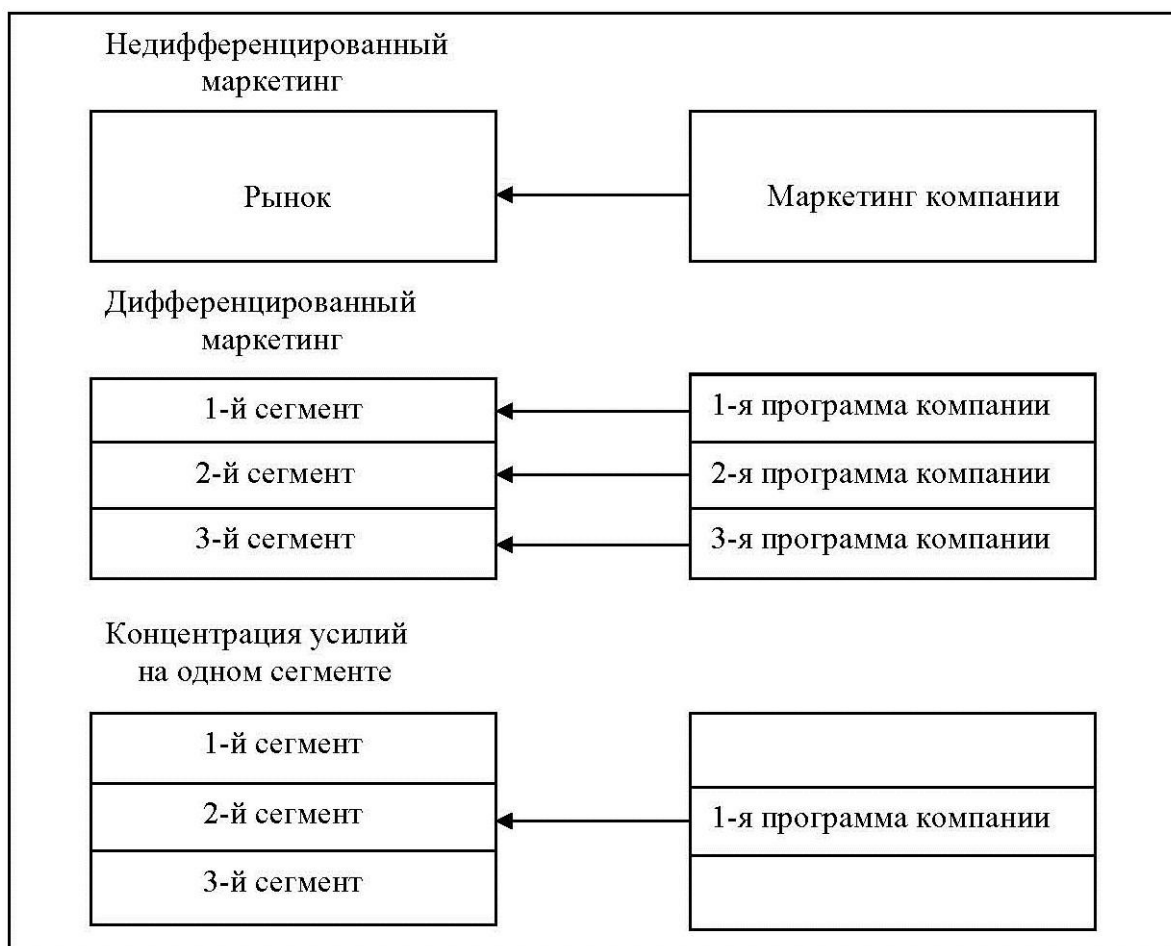 Недифференцированный
маркетинг
Рынок
Маркетинг компании
Дифференцированный
маркетинг
1-й сегмент
1-я программа компании
2-й сегмент
2-я программа компании
3-й сегмент
3-я программа компании
Концентрация усилий
на одном сегменте
1-й сегмент
2-й сегмент
1-я программа компании
3-й сегмент